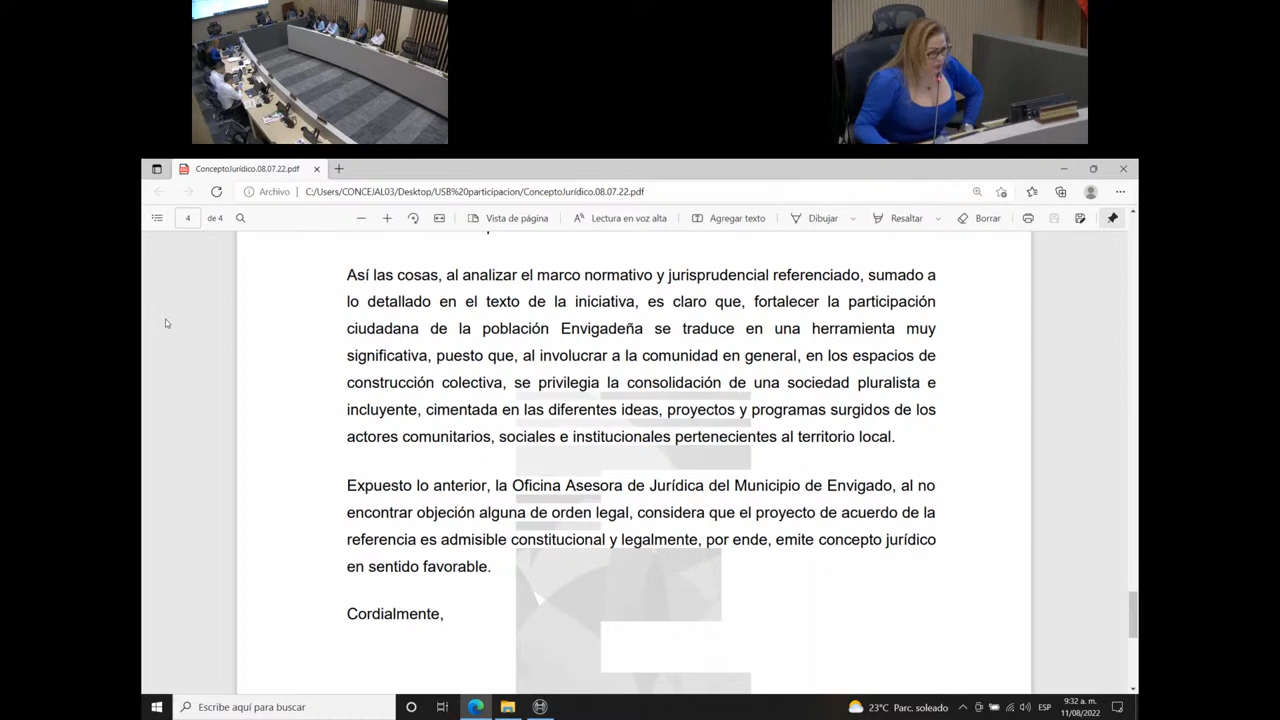 ConceptoJurídico.08.07.22.pdf
Archivo C:/Users/CONCEJAL03/Desktop/USB%20participacion/ConceptoJurídico.08.07.22.pdf
4 de 4 Vista de página Lectura en voz alta Agregar texto Dibujar Resaltar Borrar
Así las cosas, al analizar el marco normativo y jurisprudencial referenciado, sumado a
lo detallado en el texto de la iniciativa, es claro que, fortalecer la participación
ciudadana de la población Envigadeña se traduce en una herramienta muy
significativa, puesto que, al involucrar a la comunidad en general, en los espacios de
construcción colectiva, se privilegia la consolidación de una sociedad pluralista e
incluyente, cimentada en las diferentes ideas, proyectos y programas surgidos de los
actores comunitarios, sociales e institucionales pertenecientes al territorio local.
Expuesto lo anterior, la Oficina Asesora de Jurídica del Municipio de Envigado, al no
encontrar objeción alguna de orden legal, considera que el proyecto de acuerdo de la
referencia es admisible constitucional y legalmente, por ende, emite concepto jurídico
en sentido favorable.
Cordialmente,
Escribe aquí para buscar
23°C Parc. soleado
ESP
9:32 a. m.
11/08/2022